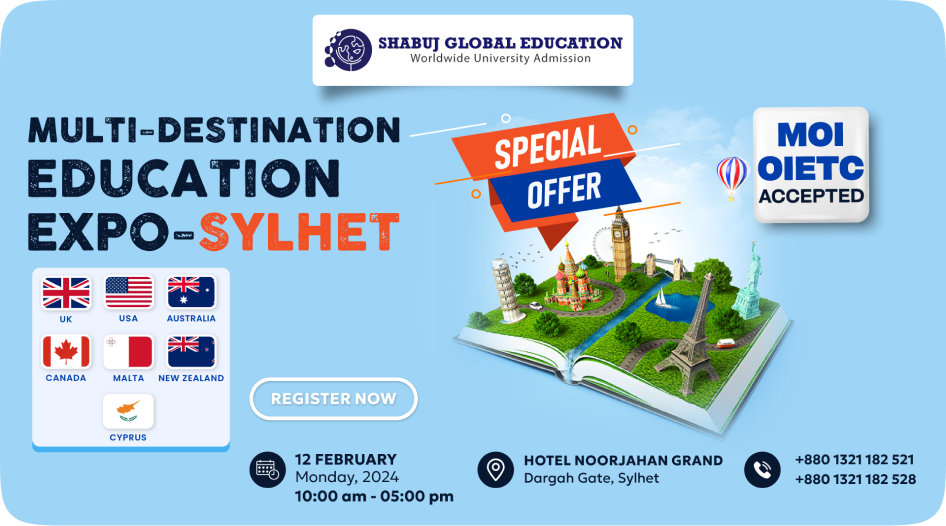 SHABUJ GLOBAL EDUCATION
Worldwide University Admission
MULTI-DESTINATION
EDUCATION
EXPO-SYLHET
SPECIAL
OFFER
MOI
OIETC
ACCEPTED
UK
USA
AUSTRALIA
CANADA
MALTA
NEW ZEALAND
CYPRUS
REGISTER NOW
12 FEBRUARY
Monday, 2024
10:00 am - 05:00 pm
HOTEL NOORJAHAN GRAND
Dargah Gate, Sylhet
+880 1321 182 521
+880 1321 182 528